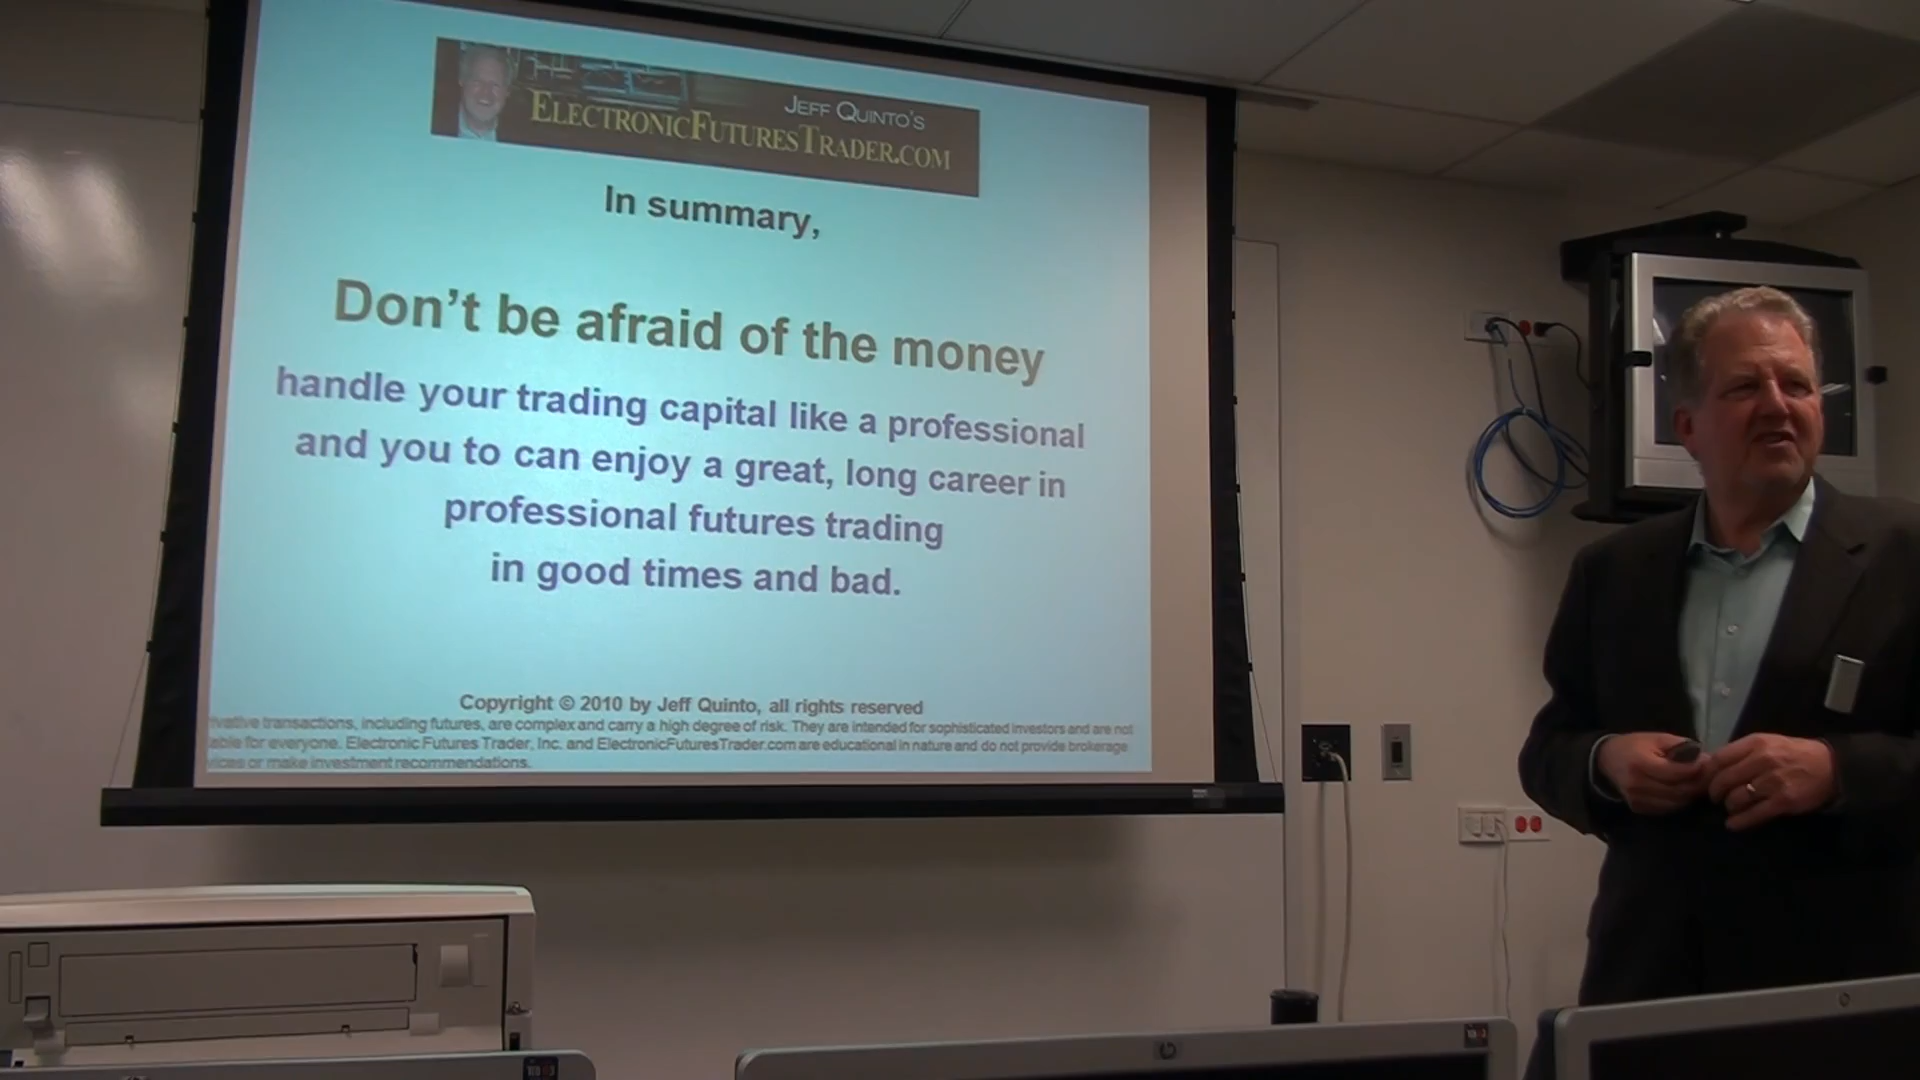 JEFF QUINTO'S
ELECTRONICFUTURESTRADER.COM
In summary,
Don't be afraid of the money
handle your trading capital like a professional
and you to can enjoy a great, long career in
professional futures trading
in good times and bad.
Copyright © 2010 by Jeff Quinto, all rights reserved
transactions, including futures, are complex and carry a high degree of risk. They are intended for sophisticated investors and are not
for everyone. Electronic Futures Trader, Inc. and ElectronicFuturesTrader.com are educational in nature and do not provide brokerage
or make investment recommendations.
hp